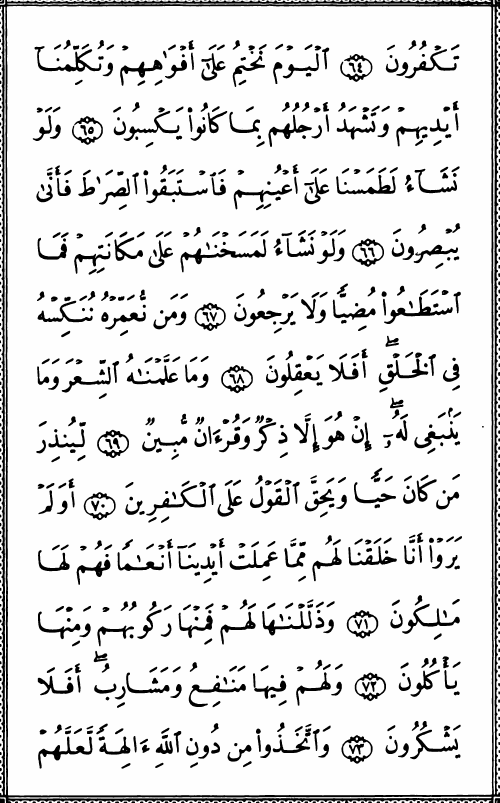 تَكْفُرُونَ ﴿٦٤﴾ ٱلْيَوْمَ نَخْتِمُ عَلَىٰٓ أَفْوَٰهِهِمْ وَتُكَلِّمُنَآ
أَيْدِيهِمْ وَتَشْهَدُ أَرْجُلُهُم بِمَا كَانُوا۟ يَكْسِبُونَ ﴿٦٥﴾ وَلَوْ
نَشَآءُ لَطَمَسْنَا عَلَىٰٓ أَعْيُنِهِمْ فَٱسْتَبَقُوا۟ ٱلصِّرَٰطَ فَأَنَّىٰ
يُبْصِرُونَ ﴿٦٦﴾ وَلَوْ نَشَآءُ لَمَسَخْنَٰهُمْ عَلَىٰ مَكَانَتِهِمْ فَمَا
ٱسْتَطَٰعُوا۟ مُضِيًّا وَلَا يَرْجِعُونَ ﴿٦٧﴾ وَمَن نُّعَمِّرْهُ نُنَكِّسْهُ
فِى ٱلْخَلْقِ ۖ أَفَلَا يَعْقِلُونَ ﴿٦٨﴾ وَمَا عَلَّمْنَٰهُ ٱلشِّعْرَ وَمَا
يَنۢبَغِى لَهُۥٓ ۚ إِنْ هُوَ إِلَّا ذِكْرٌ وَقُرْءَانٌ مُّبِينٌ ﴿٦٩﴾ لِّيُنذِرَ
مَن كَانَ حَيًّا وَيَحِقَّ ٱلْقَوْلُ عَلَى ٱلْكَٰفِرِينَ ﴿٧٠﴾ أَوَلَمْ
يَرَوْا۟ أَنَّا خَلَقْنَا لَهُم مِّمَّا عَمِلَتْ أَيْدِينَآ أَنْعَٰمًا فَهُمْ لَهَا
مَٰلِكُونَ ﴿٧١﴾ وَذَلَّلْنَٰهَا لَهُمْ فَمِنْهَا رَكُوبُهُمْ وَمِنْهَا
يَأْكُلُونَ ﴿٧٢﴾ وَلَهُمْ فِيهَا مَنَٰفِعُ وَمَشَارِبُ ۖ أَفَلَا
يَشْكُرُونَ ﴿٧٣﴾ وَٱتَّخَذُوا۟ مِن دُونِ ٱللَّهِ ءَالِهَةً لَّعَلَّهُمْ